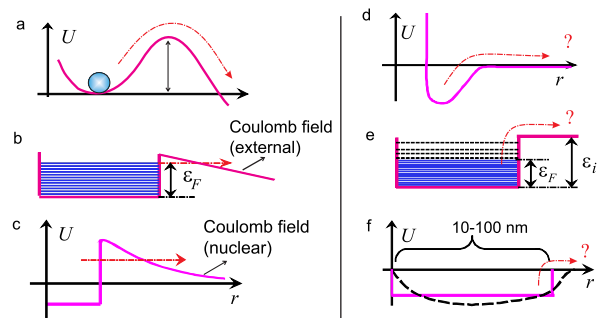 a
U
b
Coulomb field
(external)
ε_F
c
U
Coulomb field
(nuclear)
r
d
U
?
r
e
?
ε_F
ε_i
f
U
10-100 nm
?
r